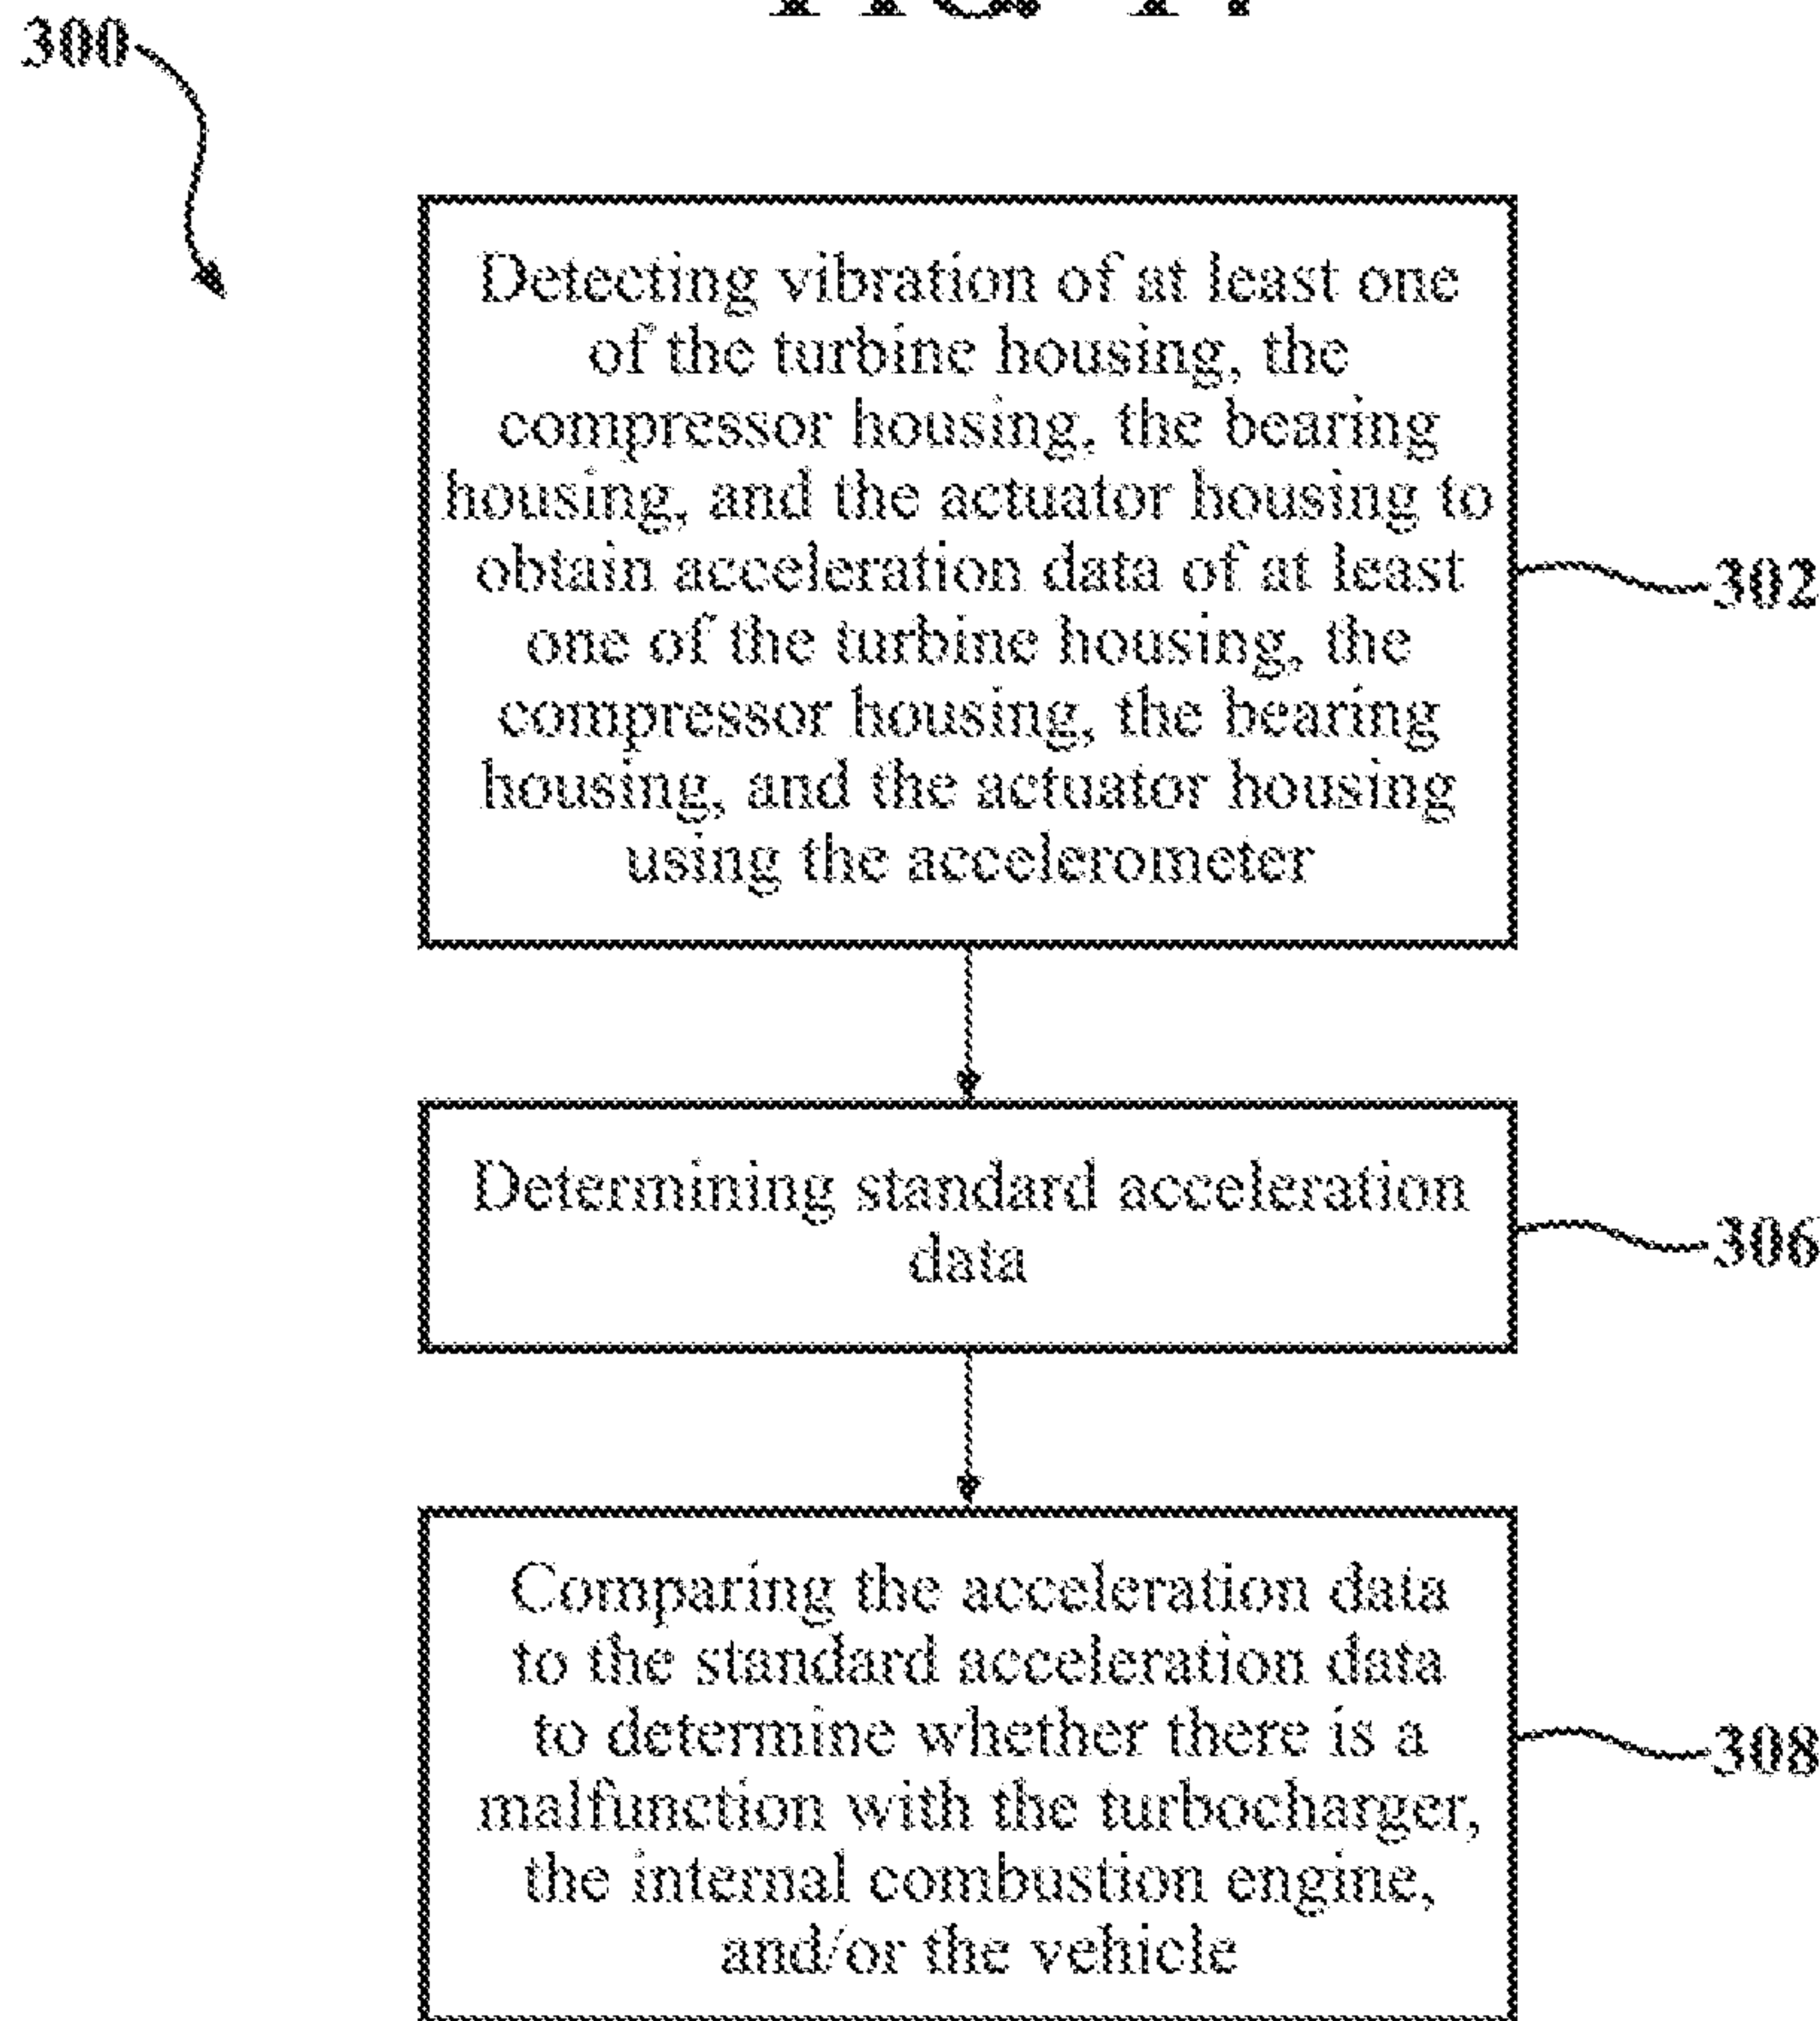 300
Detecting vibration of at least one
of the turbine housing, the
compressor housing, the bearing
housing, and the actuator housing to
obtain acceleration data of at least
one of the turbine housing, the
compressor housing, the bearing
housing, and the actuator housing
using the accelerometer
302
Determining standard acceleration
data
306
Comparing the acceleration data
to the standard acceleration data
to determine whether there is a
malfunction with the turbocharger,
the internal combustion engine,
and/or the vehicle
308